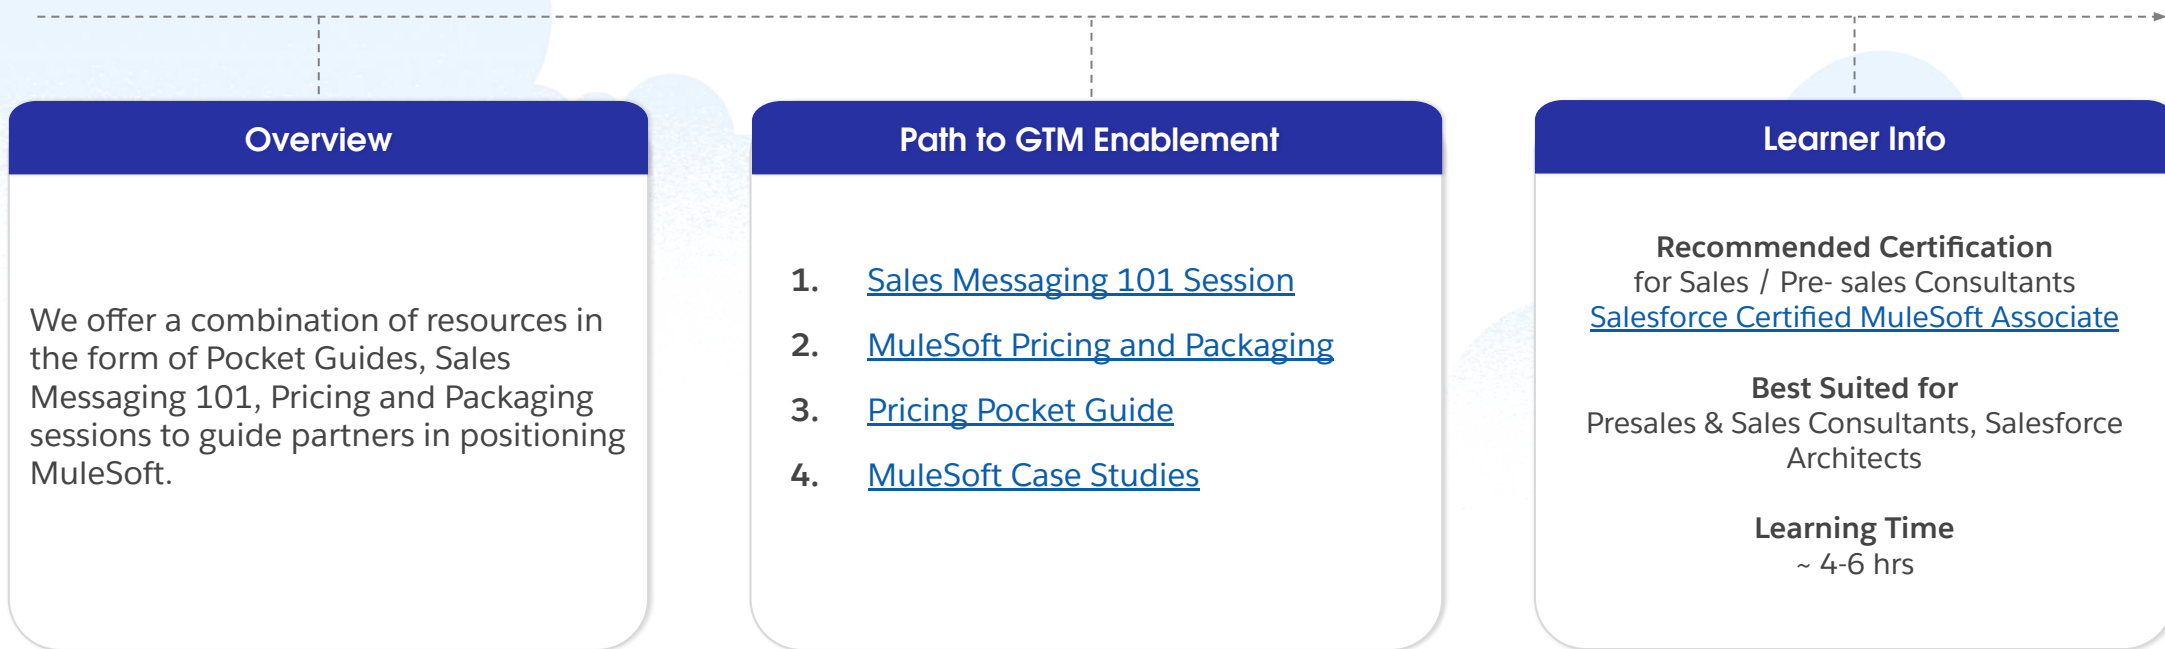 Overview
We offer a combination of resources in
the form of Pocket Guides, Sales
Messaging 101, Pricing and Packaging
sessions to guide partners in positioning
MuleSoft.
Path to GTM Enablement
1. Sales Messaging 101 Session
2. MuleSoft Pricing and Packaging
3. Pricing Pocket Guide
4. MuleSoft Case Studies
Learner Info
Recommended Certification
for Sales / Pre- sales Consultants
Salesforce Certified MuleSoft Associate
Best Suited for
Presales & Sales Consultants, Salesforce
Architects
Learning Time
~ 4-6 hrs